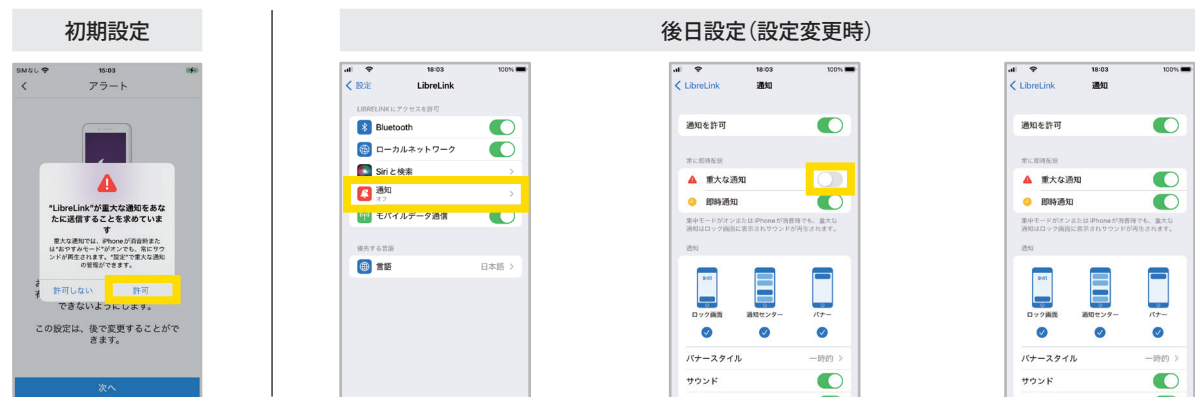 初期設定
SIMなし 15:03
アラート
"LibreLink"が重大な通知をあな
たに送信することを求めていま
す
重大な通知では、iPhoneが消音時また
は"おやすみモード"がオンでも、常にサウ
ンドが再生されます。"設定"で重大な通知
の管理ができます。
許可しない 許可
できないようにします。
この設定は、後で変更することがで
きます。
次へ
後日設定(設定変更時)
18:03 100%
設定 LibreLink
LIBRELINKにアクセスを許可
Bluetooth
ローカルネットワーク
Siriと検索
通知
オフ
モバイルデータ通信
優先する言語
言語 日本語
18:03 100%
LibreLink 通知
通知を許可
常に即時配信
重大な通知
即時通知
集中モードがオンまたはiPhoneが消音時でも、重大な
通知はロック画面に表示されサウンドが再生されます。
通知
9:41
ロック画面 通知センター バナー
バナースタイル 一時的
サウンド
18:03 100%
LibreLink 通知
通知を許可
常に即時配信
重大な通知
即時通知
集中モードがオンまたはiPhoneが消音時でも、重大な
通知はロック画面に表示されサウンドが再生されます。
通知
9:41
ロック画面 通知センター バナー
バナースタイル 一時的
サウンド